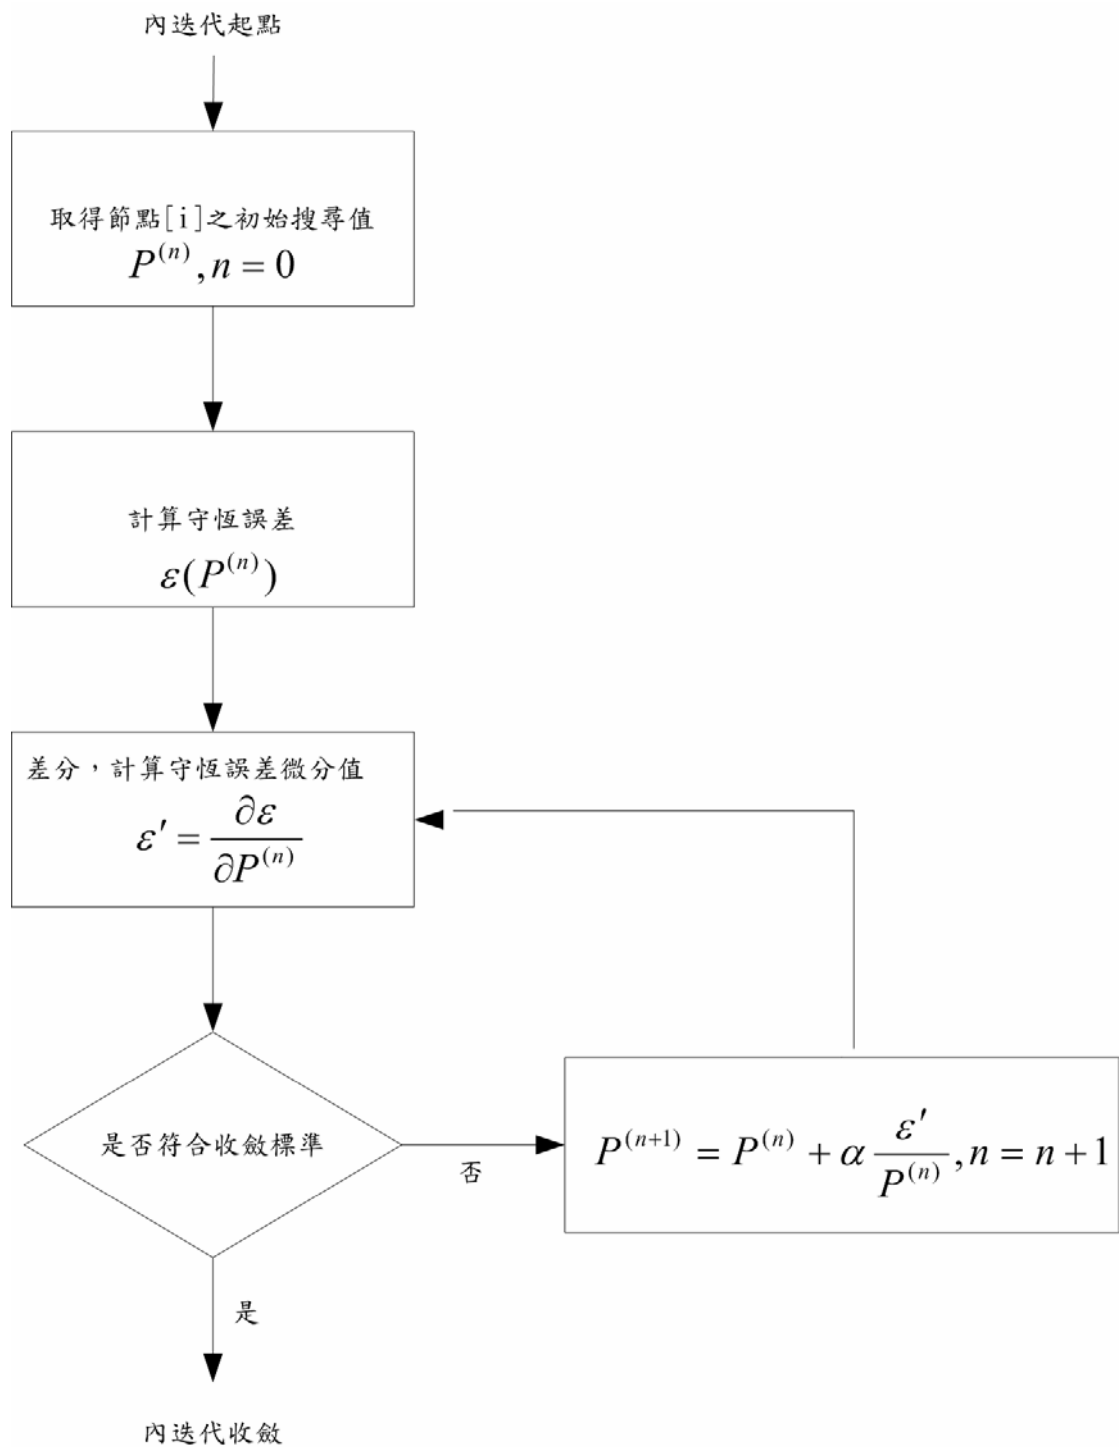 內迭代起點
取得節點[i]之初始搜尋值
P^{(n)}, n = 0
計算守恆誤差
ε(P^{(n)})
差分，計算守恆誤差微分值
ε′ = \frac{∂ε}{∂P^{(n)}}
是否符合收斂標準
否
P^{(n+1)} = P^{(n)} + α \frac{ε′}{P^{(n)}}, n = n + 1
是
內迭代收斂